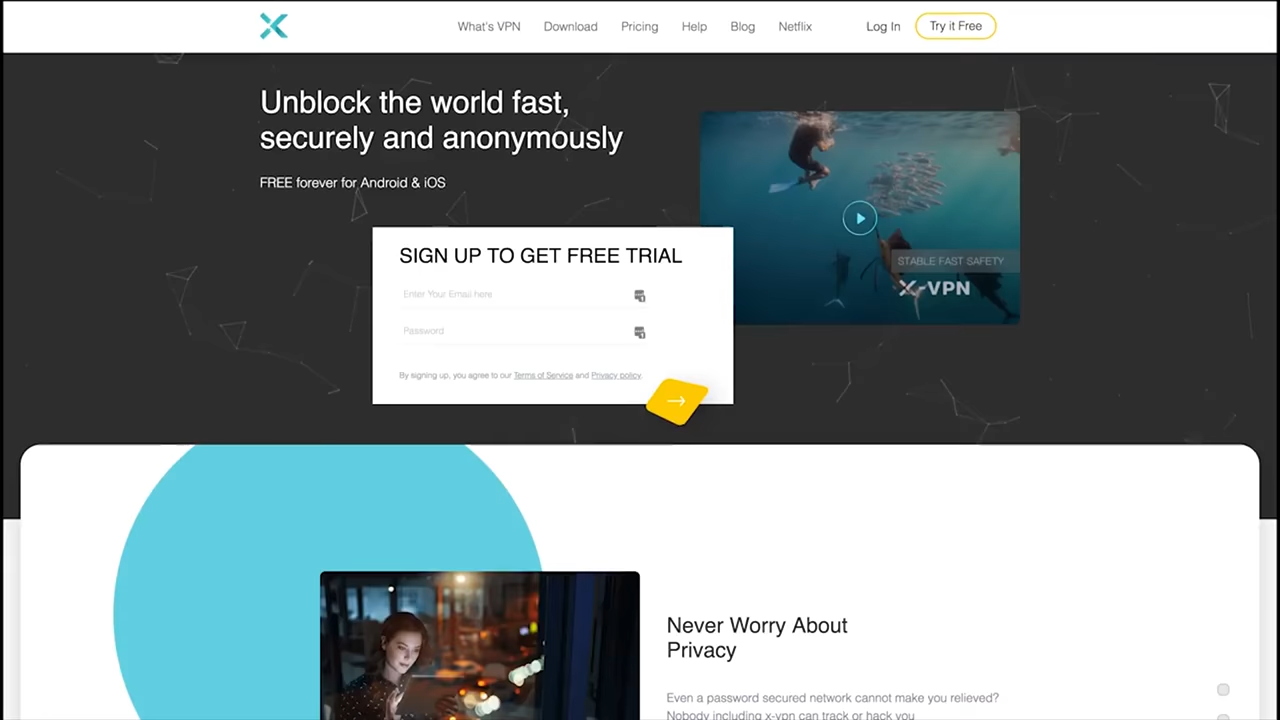 What's VPN Download Pricing Help Blog Netflix Log In Try it Free
Unblock the world fast,
securely and anonymously
FREE forever for Android & iOS
SIGN UP TO GET FREE TRIAL
Enter Your Email here
Password
By signing up, you agree to our Terms of Service and Privacy policy.
STABLE FAST SAFETY
X-VPN
Never Worry About
Privacy
Even a password secured network cannot make you relieved?
Nobody including x-vpn can track or hack you